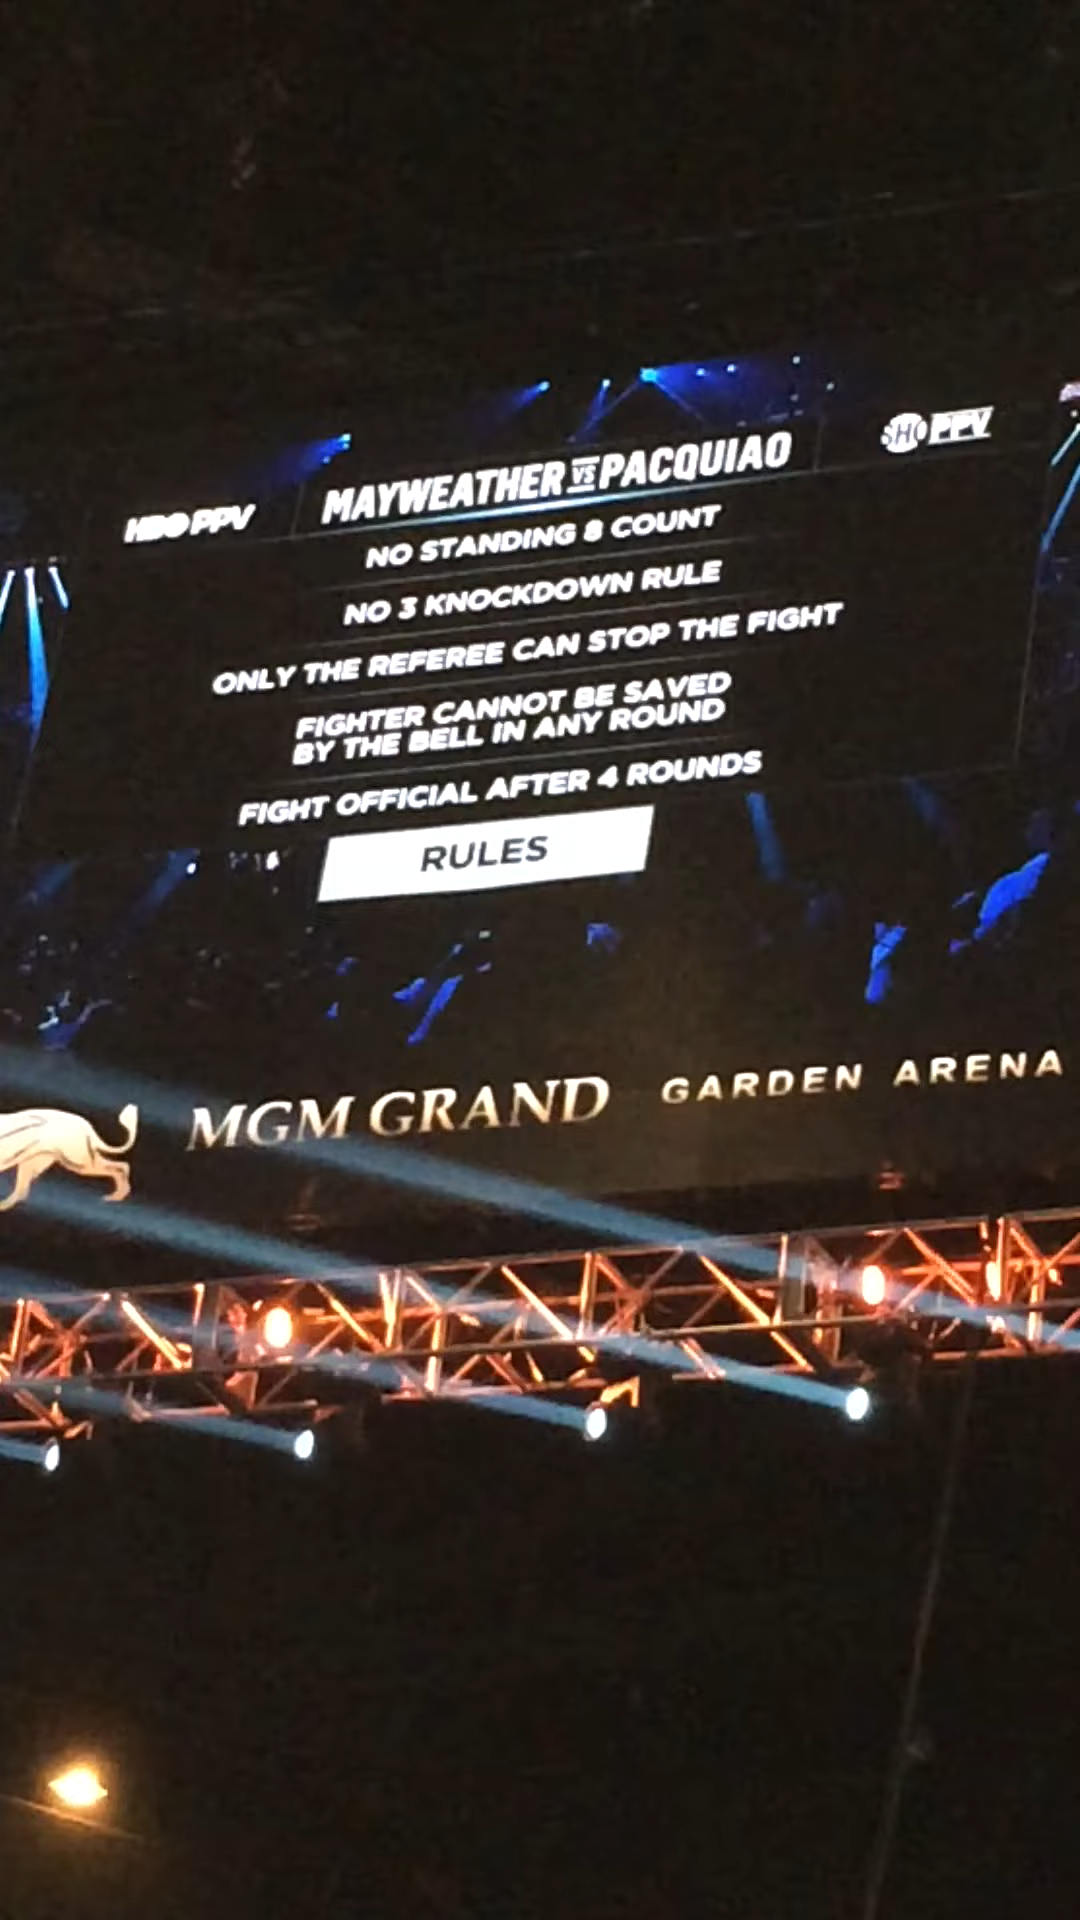 HBO PPV
MAYWEATHER VS PACQUIAO
SHO PPV
NO STANDING 8 COUNT
NO 3 KNOCKDOWN RULE
ONLY THE REFEREE CAN STOP THE FIGHT
FIGHTER CANNOT BE SAVED
BY THE BELL IN ANY ROUND
FIGHT OFFICIAL AFTER 4 ROUNDS
RULES
MGM GRAND GARDEN ARENA